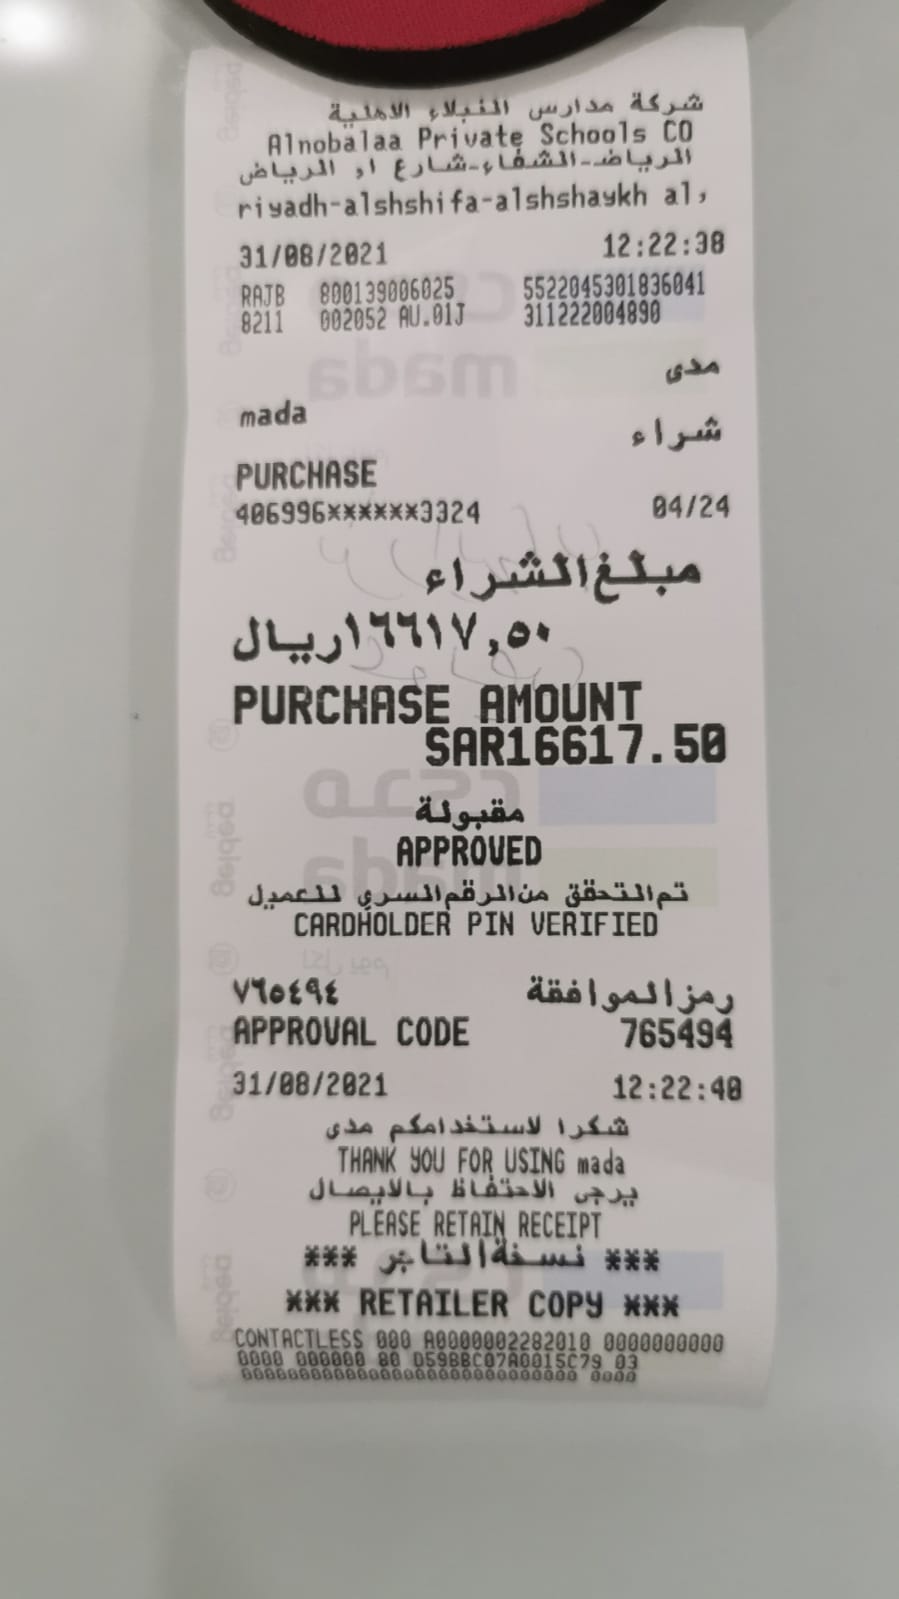 شركة مدارس النبلاء الاهلية
Alnobalaa Private Schools CO
الرياض-الشفاء-شارع او الرياض
riyadh-alshshifa-alshshaykh al,
31/08/2021 12:22:38
RAJB 800139006025 5522045301836041
8211 002052 AU.01J 311222004890
مدى
mada
شراء
PURCHASE
406996××××××3324 04/24
مبلغ الشراء
١٦٦١٧,٥٠ ريال
PURCHASE AMOUNT
SAR16617.50
مقبولة
APPROVED
تم التحقق من الرقم السري للعميل
CARDHOLDER PIN VERIFIED
رمز الموافقة ٧٦٥٤٩٤
APPROVAL CODE 765494
31/08/2021 12:22:40
شكرا لاستخدامكم مدى
THANK YOU FOR USING mada
يرجى الاحتفاظ بالايصال
PLEASE RETAIN RECEIPT
*** نسخة التاجر ***
*** RETAILER COPY ***
CONTACTLESS 000 A0000002282010 0000000000
0000 000000 80 D59BBC07A0015C79 03